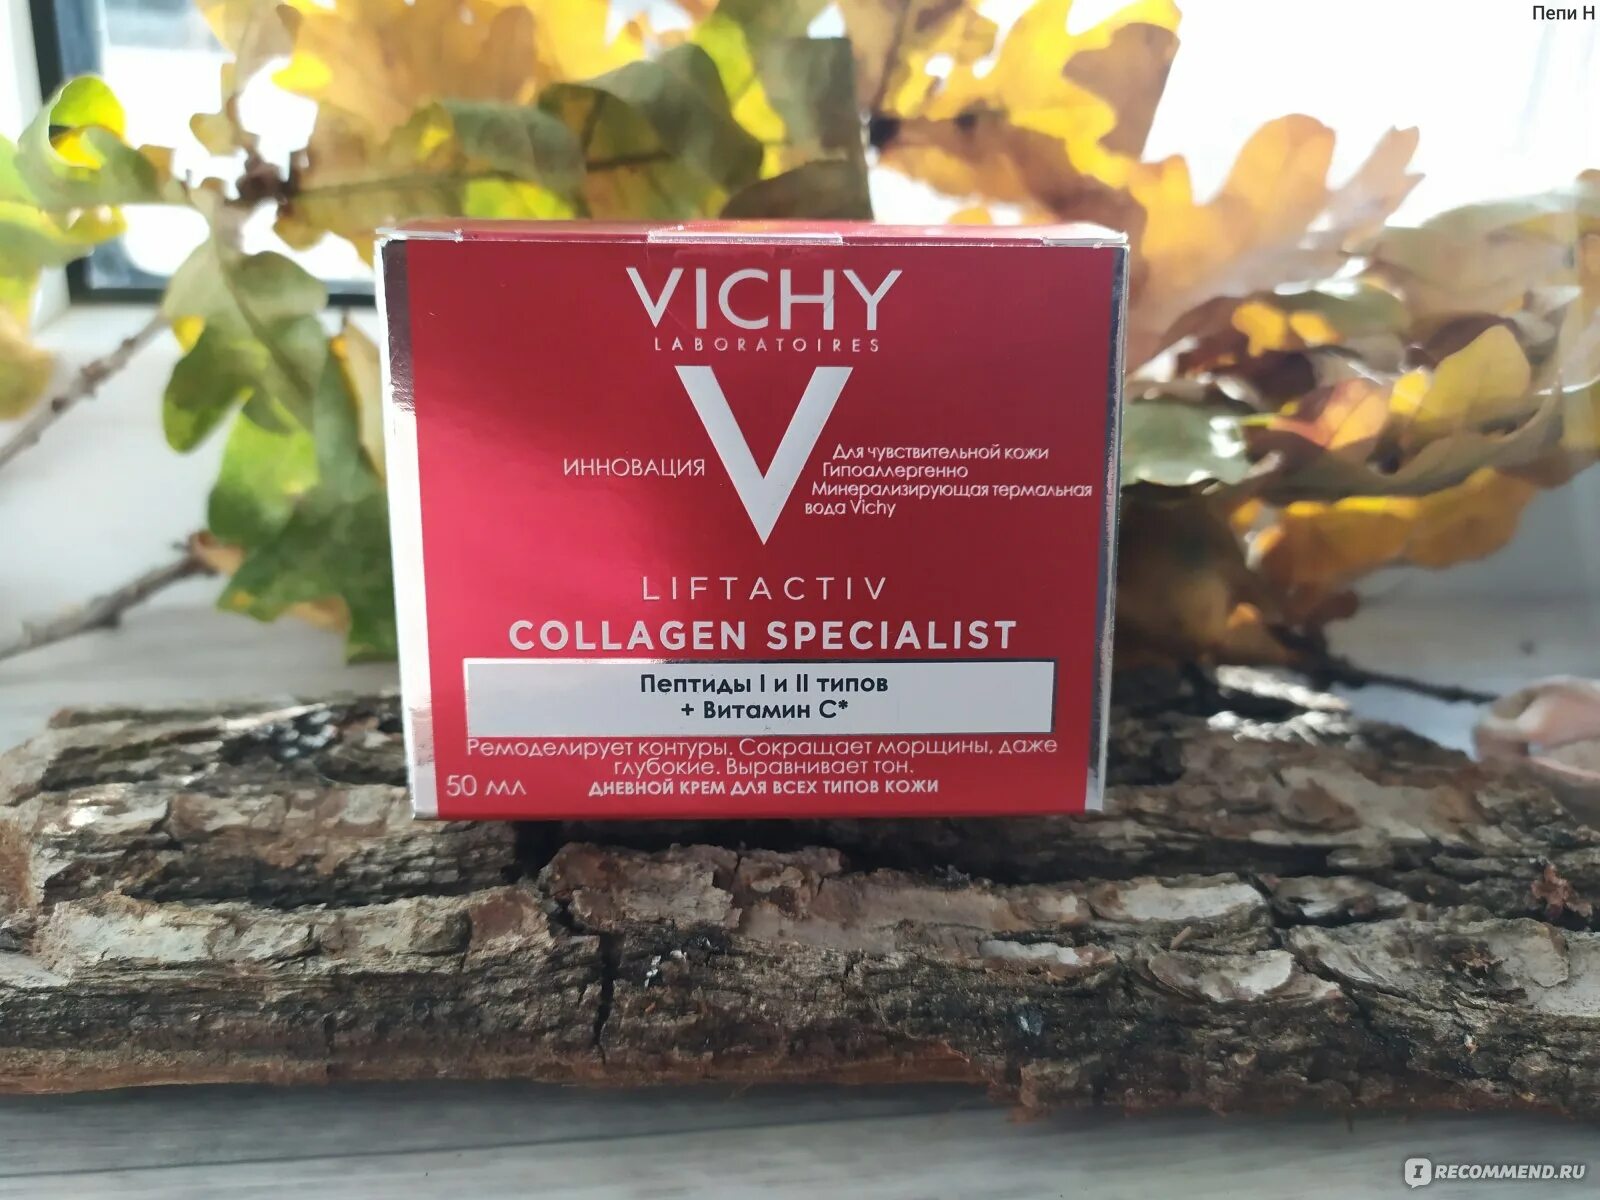 Пепи Н
VICHY
LABORATOIRES
V
ИННОВАЦИЯ
Для чувствительной кожи
Гипоаллергенно
Минерализирующая термальная
вода Vichy
LIFTACTIV
COLLAGEN SPECIALIST
Пептиды I и II типов
+ Витамин С*
Ремоделирует контуры. Сокращает морщины, даже
глубокие. Выравнивает тон.
50 мл
ДНЕВНОЙ КРЕМ ДЛЯ ВСЕХ ТИПОВ КОЖИ
IRECOMMEND.RU